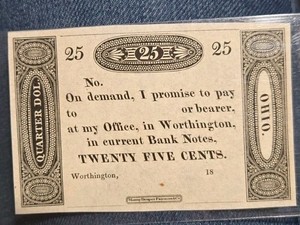 25 25 25
QUARTER DOL.
OHIO.
No.
On demand, I promise to pay
to or bearer,
at my Office, in Worthington,
in current Bank Notes,
TWENTY FIVE CENTS.
Worthington, 18